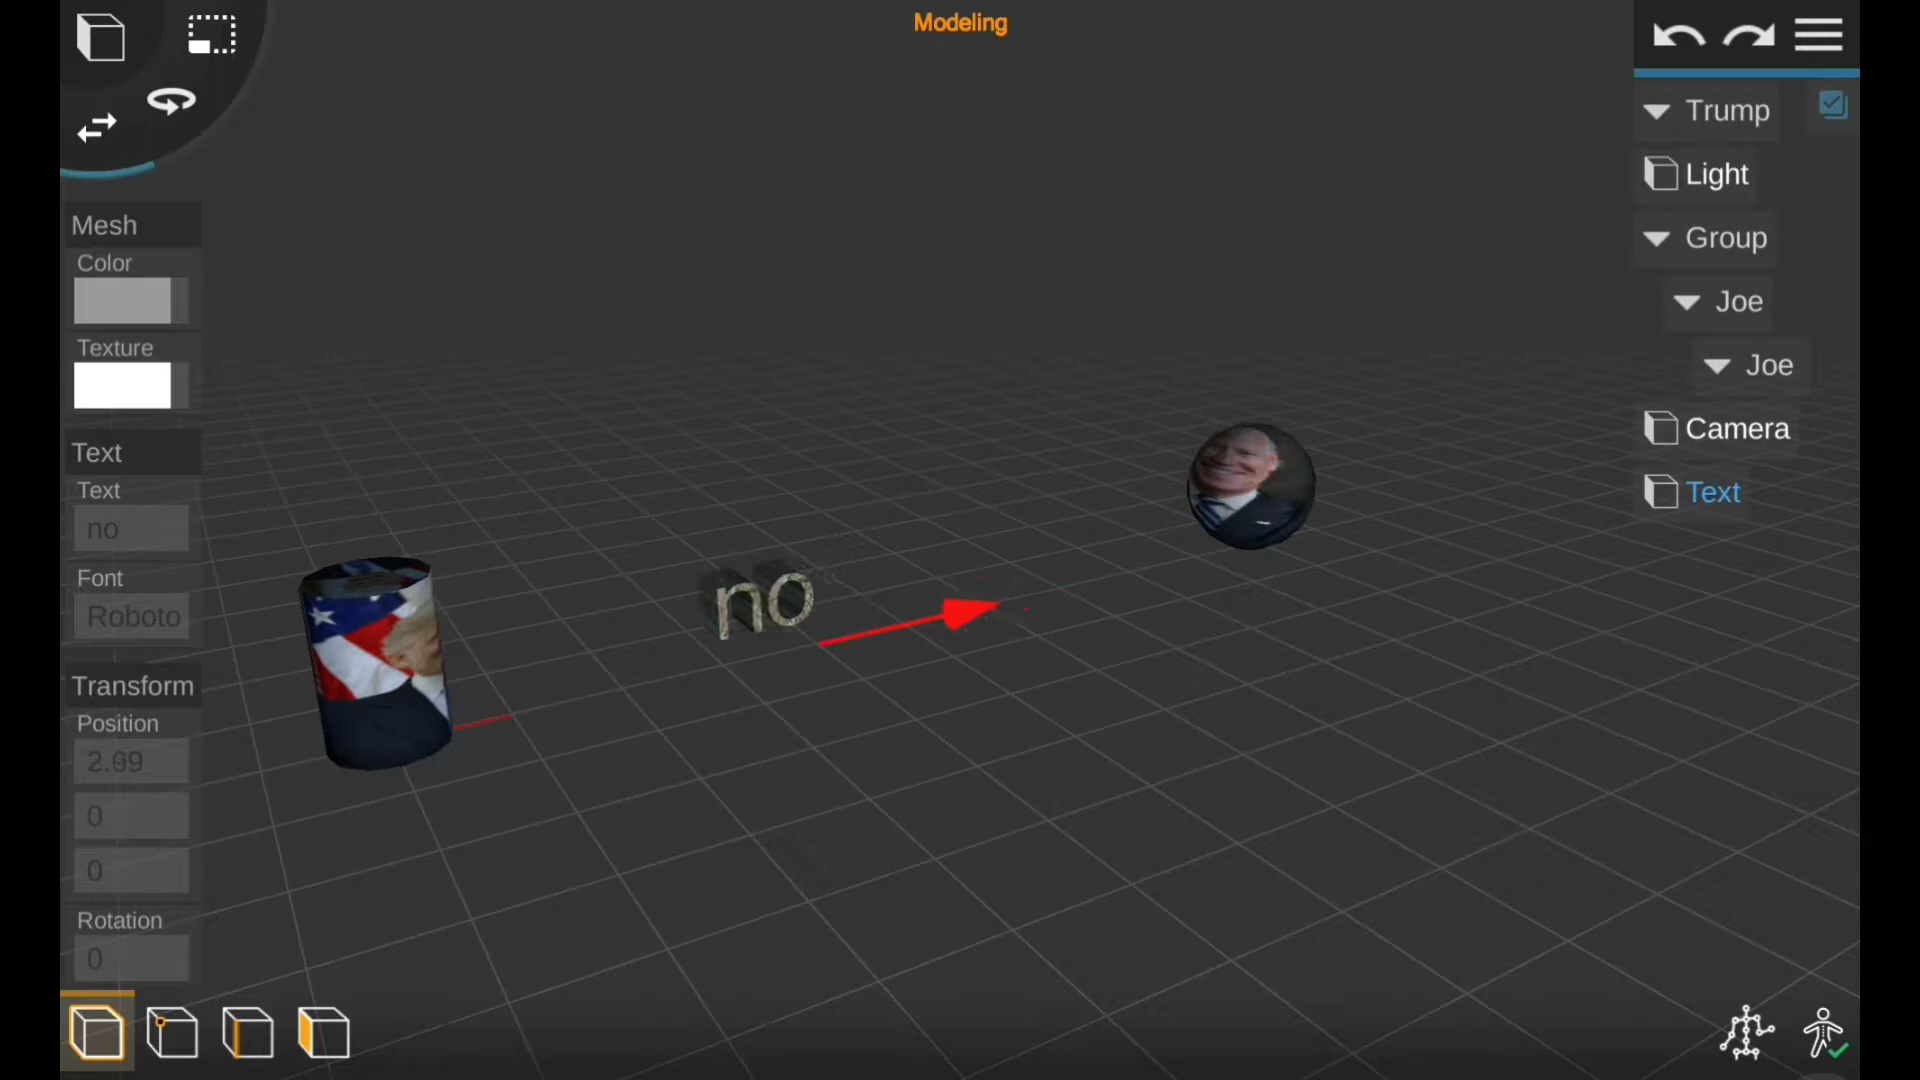 Modeling
Trump
Light
Group
Joe
Joe
Camera
Text
Mesh
Color
Texture
Text
Text
no
Font
Roboto
Transform
Position
2.99
0
0
Rotation
0
no